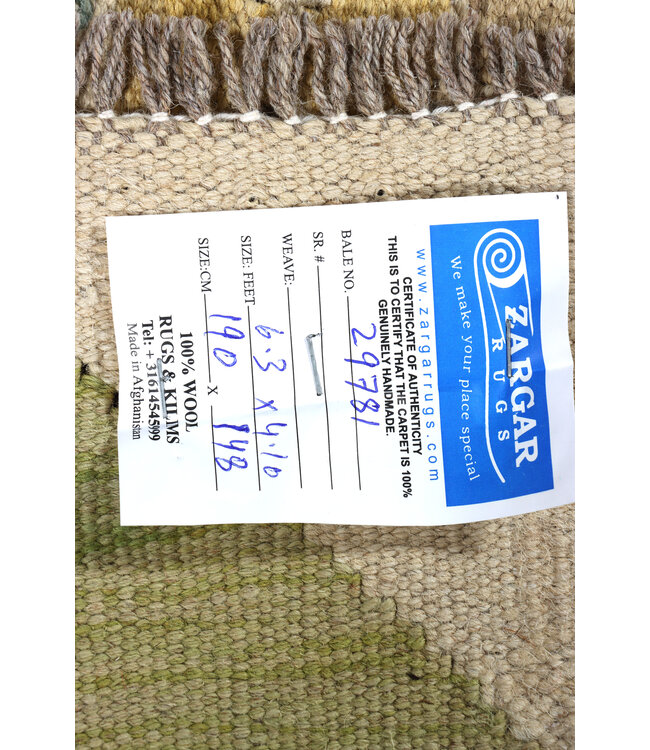 ZARGAR
RUGS
We make your place special
www.zargarrugs.com
CERTIFICATE OF AUTHENTICITY
THIS IS TO CERTIFY THAT THE CARPET IS 100%
GENUINELY HANDMADE.
BALE NO. 29781
SR. #
WEAVE:
SIZE: FEET 6.3 x 4.10
SIZE:CM 190 X 148
100% WOOL
RUGS & KILIMS
Tel: + 31614545999
Made in Afghanistan